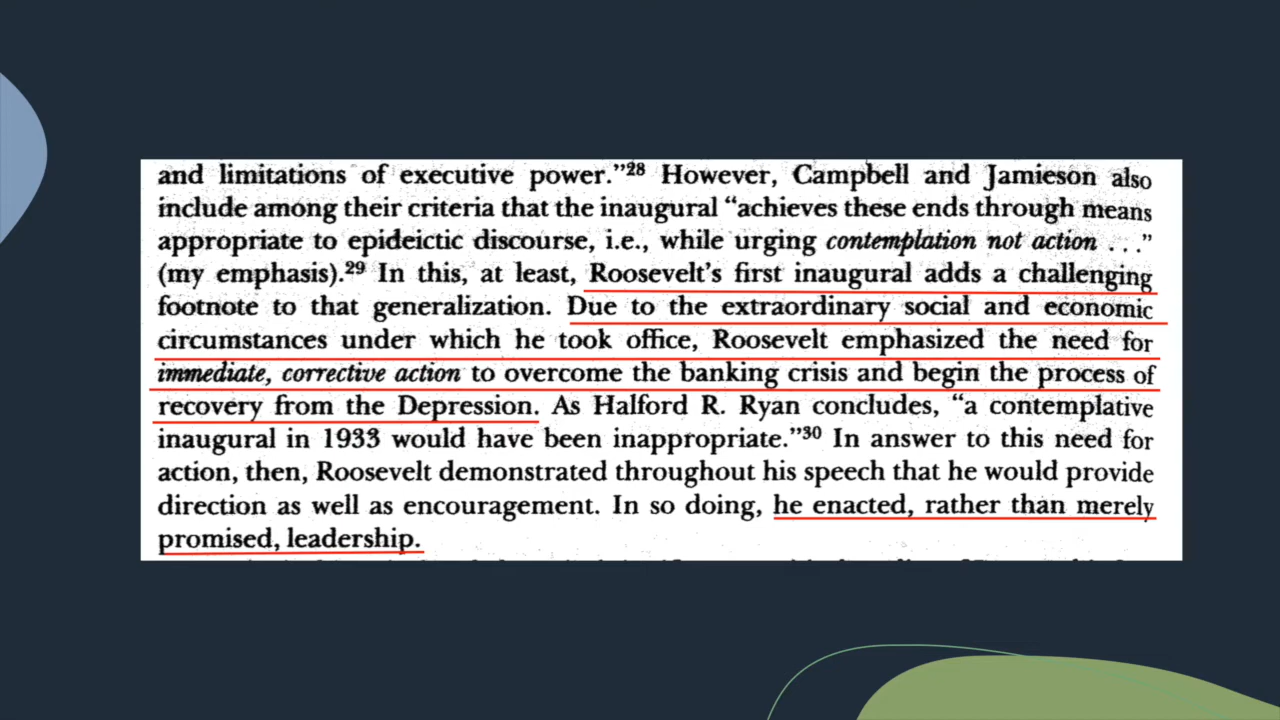 and limitations of executive power."28 However, Campbell and Jamieson also
include among their criteria that the inaugural "achieves these ends through means
appropriate to epideictic discourse, i.e., while urging contemplation not action . . ."
(my emphasis).29 In this, at least, Roosevelt's first inaugural adds a challenging
footnote to that generalization. Due to the extraordinary social and economic
circumstances under which he took office, Roosevelt emphasized the need for
immediate, corrective action to overcome the banking crisis and begin the process of
recovery from the Depression. As Halford R. Ryan concludes, "a contemplative
inaugural in 1933 would have been inappropriate."30 In answer to this need for
action, then, Roosevelt demonstrated throughout his speech that he would provide
direction as well as encouragement. In so doing, he enacted, rather than merely
promised, leadership.